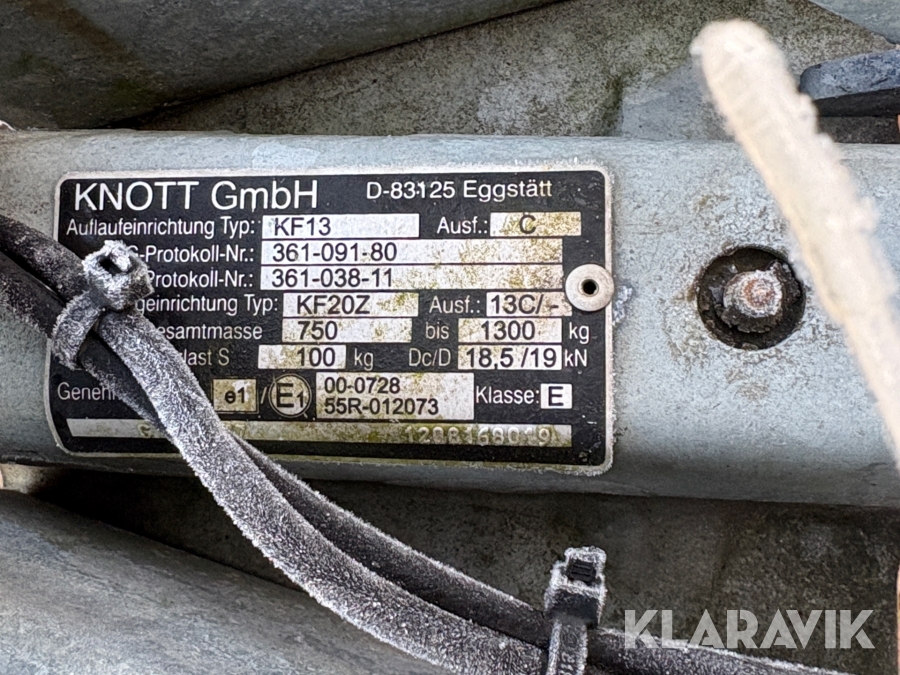 KNOTT GmbH D-83125 Eggstätt
Auflaufeinrichtung Typ: KF13 Ausf.: C
-Protokoll-Nr.: 361-091-80
Protokoll-Nr.: 361-038-11
geinrichtung Typ: KF20Z Ausf.: 13C/-
esamtmasse 750 bis 1300 kg
last S 100 kg Dc/D 18,5/19 kN
Geneh e1 / E1 00-0728 Klasse: E
55R-012073
KLARAVIK